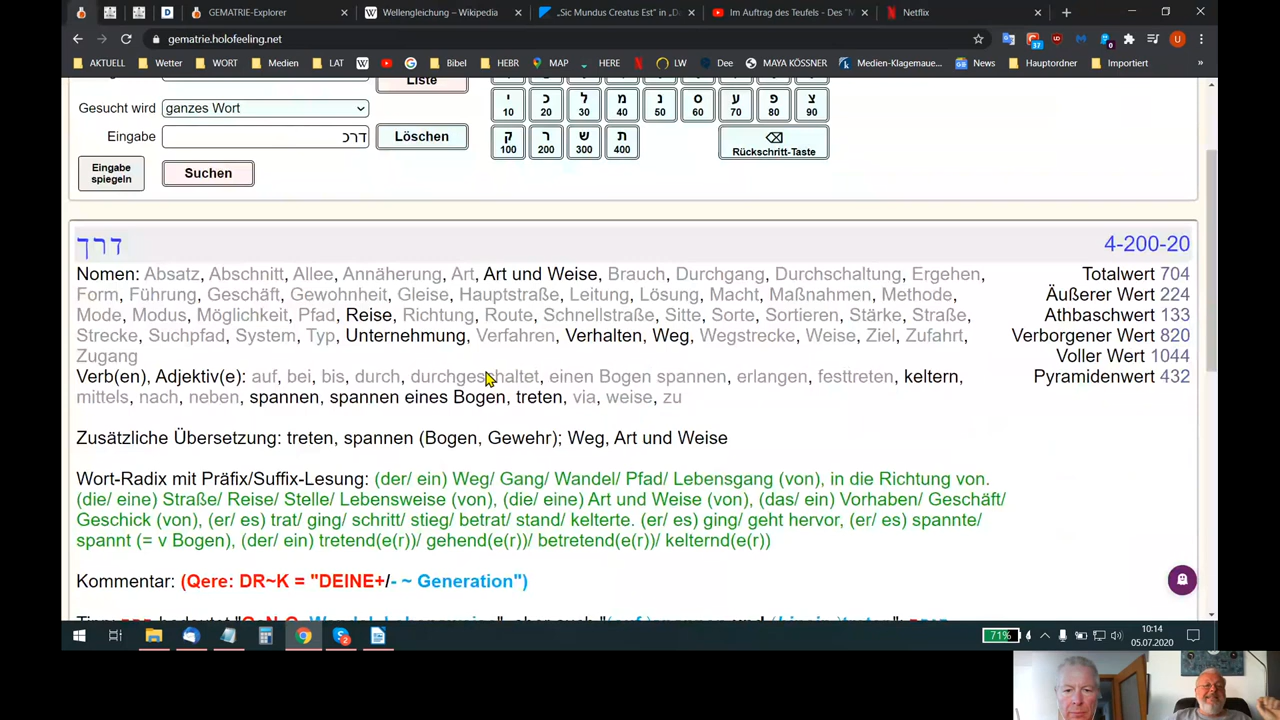 GEMATRIE-Explorer
Wellengleichung – Wikipedia
„Sic Mundus Creatus Est" in „De
Im Auftrag des Teufels - Des "M
Netflix
gematrie.holofeeling.net
37
0
U
AKTUELL
Wetter
WORT
Medien
LAT
Bibel
HEBR
MAP
HERE
LW
Dee
MAYA KÖSSNER
Medien-Klagemaue...
News
Hauptordner
Importiert
»
Liste
Gesucht wird
ganzes Wort
Eingabe
דרכ
Löschen
Eingabe spiegeln
Suchen
י כ ל מ נ ס ע פ צ
10 20 30 40 50 60 70 80 90
ק ר ש ת
100 200 300 400
Rückschritt-Taste
דרך
4-200-20
Nomen: Absatz, Abschnitt, Allee, Annäherung, Art, Art und Weise, Brauch, Durchgang, Durchschaltung, Ergehen,
Form, Führung, Geschäft, Gewohnheit, Gleise, Hauptstraße, Leitung, Lösung, Macht, Maßnahmen, Methode,
Mode, Modus, Möglichkeit, Pfad, Reise, Richtung, Route, Schnellstraße, Sitte, Sorte, Sortieren, Stärke, Straße,
Strecke, Suchpfad, System, Typ, Unternehmung, Verfahren, Verhalten, Weg, Wegstrecke, Weise, Ziel, Zufahrt,
Zugang
Verb(en), Adjektiv(e): auf, bei, bis, durch, durchgeschaltet, einen Bogen spannen, erlangen, festtreten, keltern,
mittels, nach, neben, spannen, spannen eines Bogen, treten, via, weise, zu
Totalwert 704
Äußerer Wert 224
Athbaschwert 133
Verborgener Wert 820
Voller Wert 1044
Pyramidenwert 432
Zusätzliche Übersetzung: treten, spannen (Bogen, Gewehr); Weg, Art und Weise
Wort-Radix mit Präfix/Suffix-Lesung: (der/ ein) Weg/ Gang/ Wandel/ Pfad/ Lebensgang (von), in die Richtung von.
(die/ eine) Straße/ Reise/ Stelle/ Lebensweise (von), (die/ eine) Art und Weise (von), (das/ ein) Vorhaben/ Geschäft/
Geschick (von), (er/ es) trat/ ging/ schritt/ stieg/ betrat/ stand/ kelterte. (er/ es) ging/ geht hervor, (er/ es) spannte/
spannt (= v Bogen), (der/ ein) tretend(e(r))/ gehend(e(r))/ betretend(e(r))/ kelternd(e(r))
Kommentar: (Qere: DR~K = "DEINE+/- ~ Generation")
71%
10:14
05.07.2020